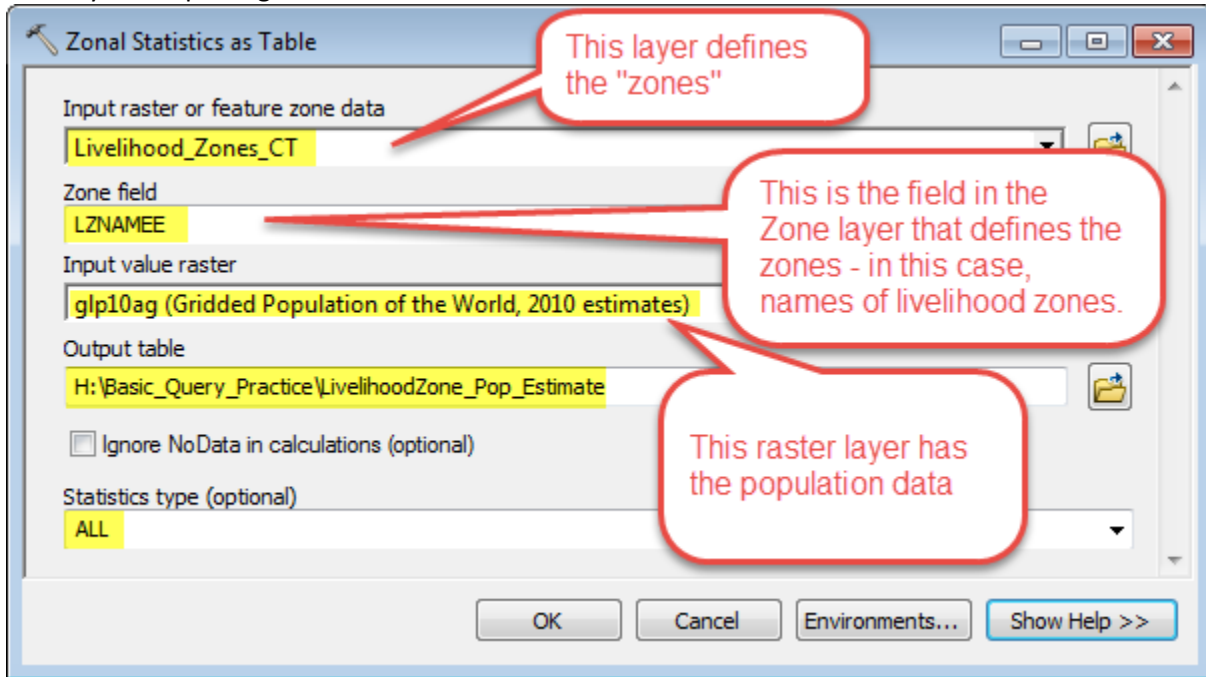 Zonal Statistics as Table
This layer defines
the "zones"
Input raster or feature zone data
Livelihood_Zones_CT
Zone field
LZNAMEE
This is the field in the
Zone layer that defines the
zones - in this case,
names of livelihood zones.
Input value raster
glp10ag (Gridded Population of the World, 2010 estimates)
Output table
H:\Basic_Query_Practice\LivelihoodZone_Pop_Estimate
Ignore NoData in calculations (optional)
This raster layer has
the population data
Statistics type (optional)
ALL
OK
Cancel
Environments...
Show Help >>